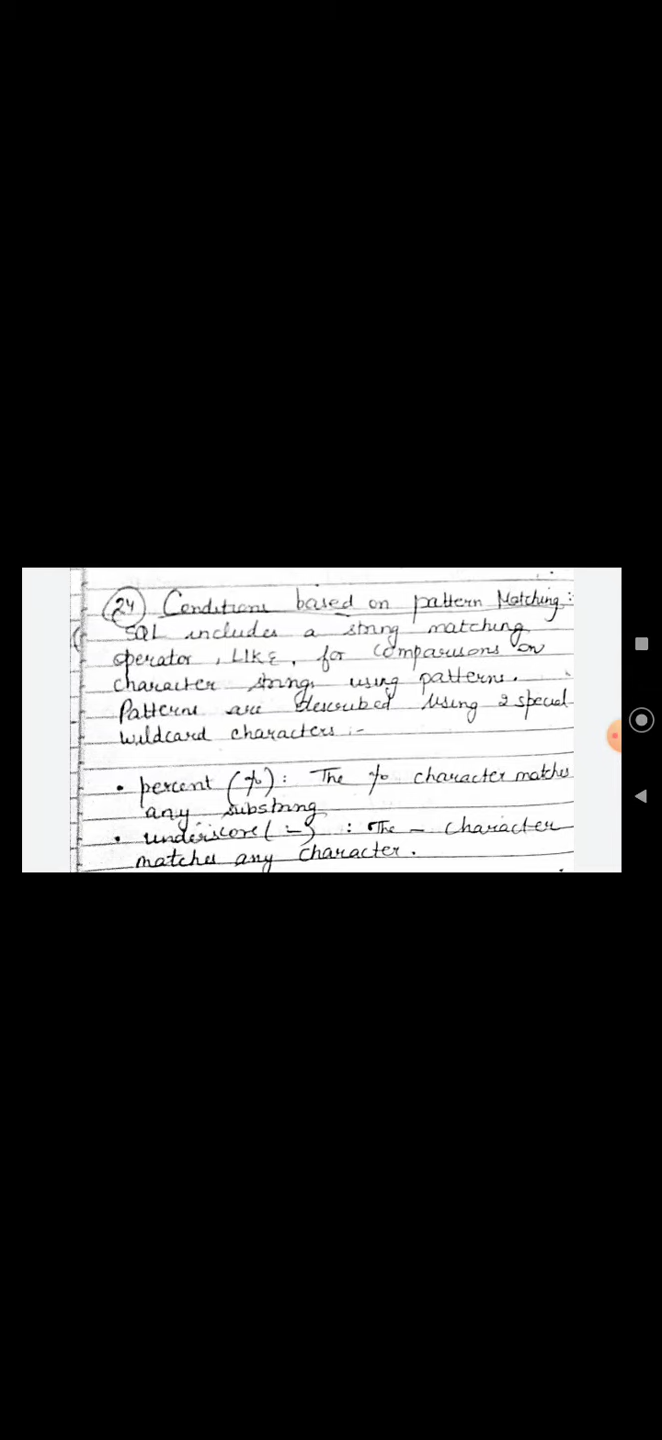 24 Conditions based on pattern Matching :
SQL includes a string matching
operator, LIKE, for comparisons on
character strings using patterns.
Patterns are described using 2 special
wildcard characters :-
• percent (%) : The % character matches
any substring
• underscore (_) : The _ character
matches any character.